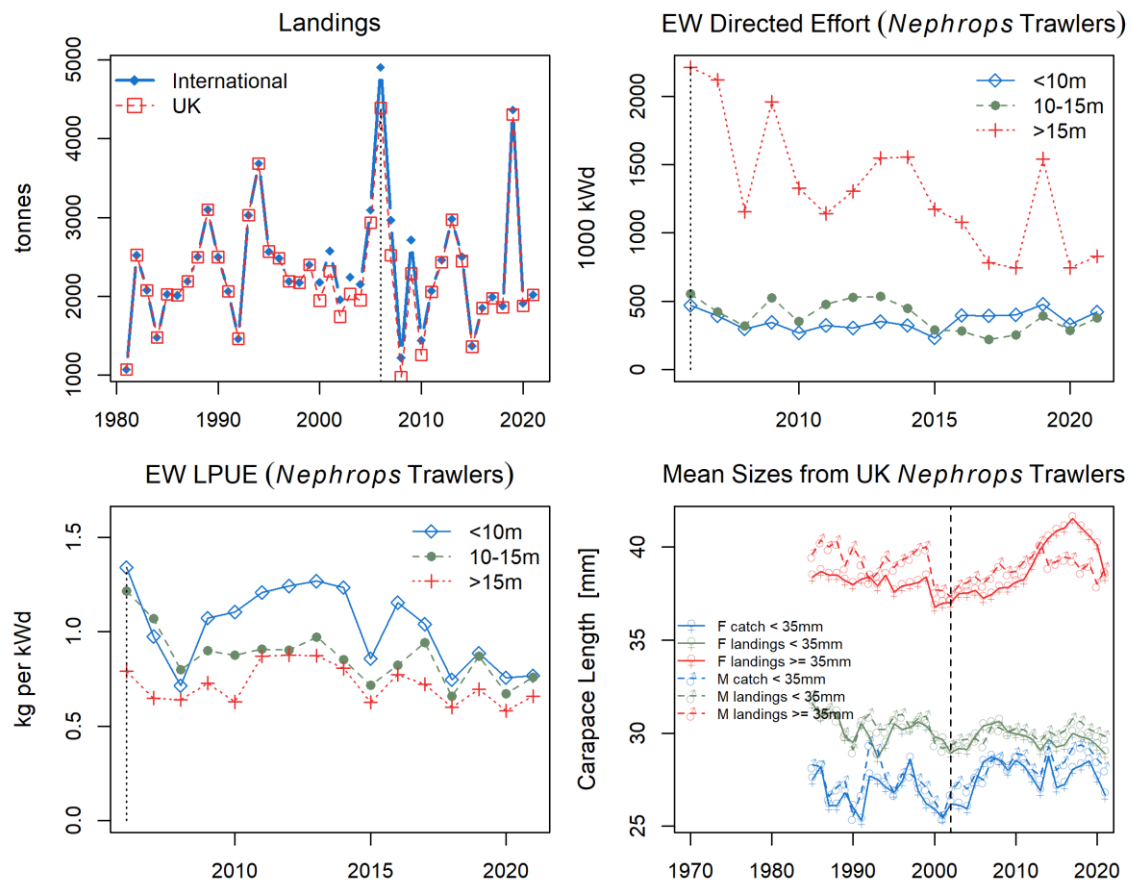 Landings
tonnes
5000
4000
3000
2000
1000
International
UK
1980
1990
2000
2010
2020
EW Directed Effort (Nephrops Trawlers)
1000 kWd
2000
1500
1000
500
0
<10m
10-15m
>15m
2010
2015
2020
EW LPUE (Nephrops Trawlers)
kg per kWd
1.5
1.0
0.5
0.0
<10m
10-15m
>15m
2010
2015
2020
Mean Sizes from UK Nephrops Trawlers
Carapace Length [mm]
40
35
30
25
F catch < 35mm
F landings < 35mm
F landings >= 35mm
M catch < 35mm
M landings < 35mm
M landings >= 35mm
1970
1980
1990
2000
2010
2020